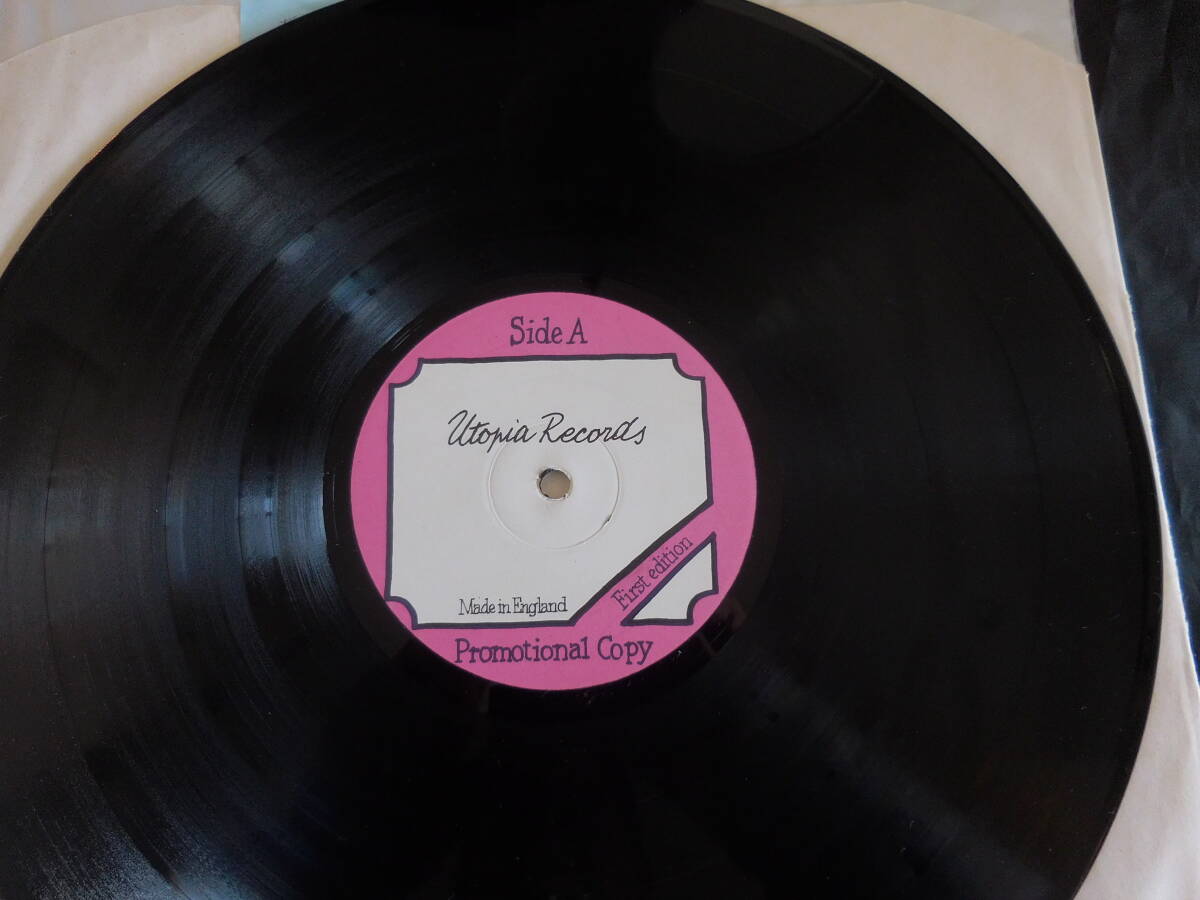 Side A
Utopia Records
First edition
Made in England
Promotional Copy